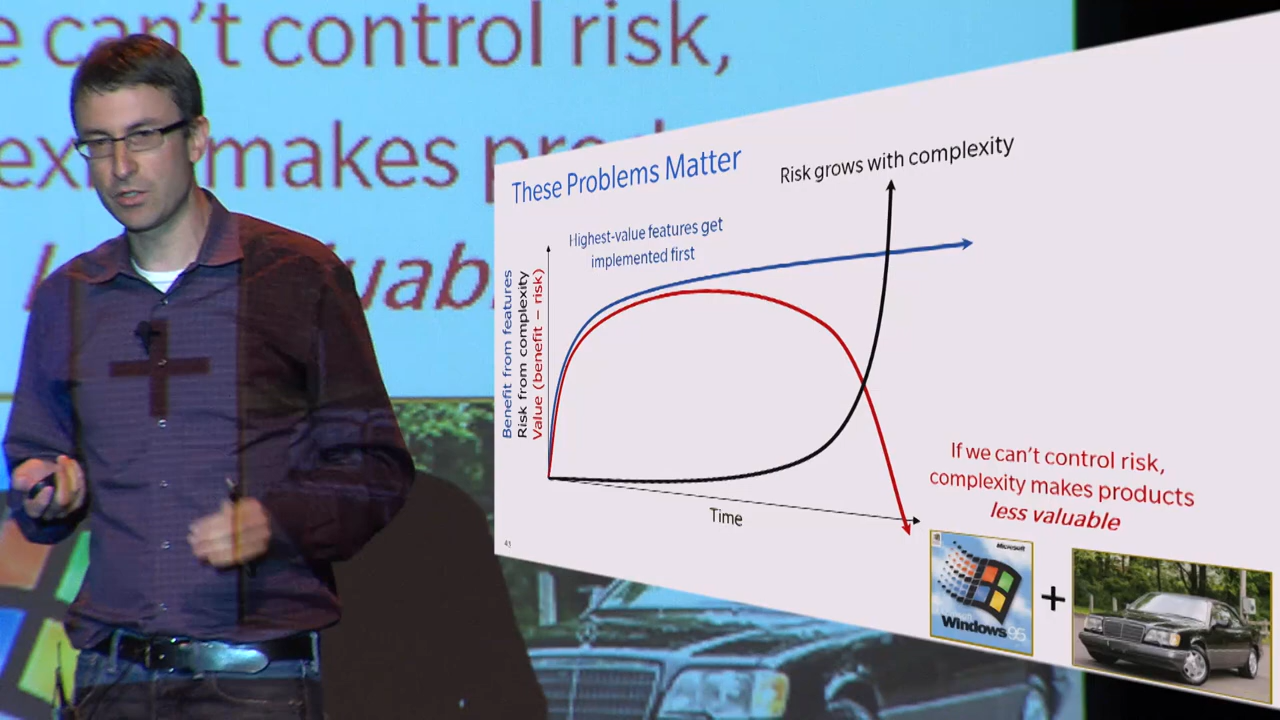 e can't control risk,
makes
These Problems Matter
Risk grows with complexity
Highest-value features get
implemented first
Benefit from features
Risk from complexity
Value (benefit – risk)
Time
If we can't control risk,
complexity makes products
less valuable
41
Microsoft
Windows 95
+